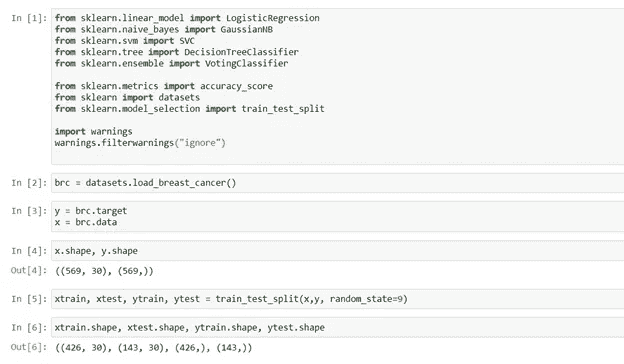 In [1]: from sklearn.linear_model import LogisticRegression
from sklearn.naive_bayes import GaussianNB
from sklearn.svm import SVC
from sklearn.tree import DecisionTreeClassifier
from sklearn.ensemble import VotingClassifier
from sklearn.metrics import accuracy_score
from sklearn import datasets
from sklearn.model_selection import train_test_split
import warnings
warnings.filterwarnings("ignore")
In [2]: brc = datasets.load_breast_cancer()
In [3]: y = brc.target
x = brc.data
In [4]: x.shape, y.shape
Out[4]: ((569, 30), (569,))
In [5]: xtrain, xtest, ytrain, ytest = train_test_split(x,y, random_state=9)
In [6]: xtrain.shape, xtest.shape, ytrain.shape, ytest.shape
Out[6]: ((426, 30), (143, 30), (426,), (143,))